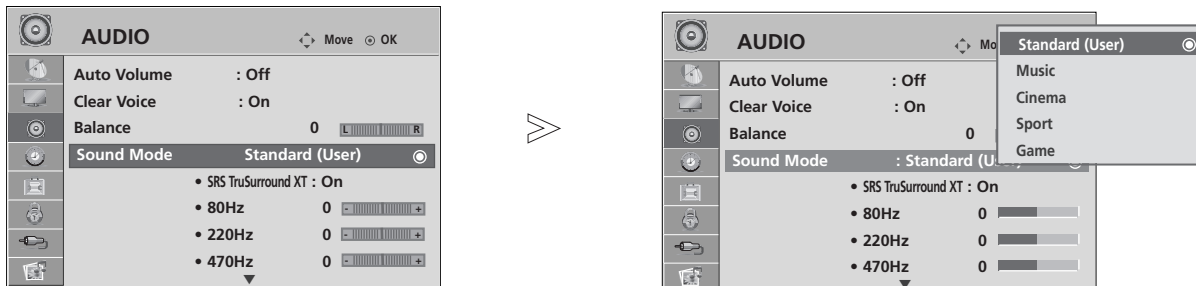 AUDIO
Move OK
Auto Volume : Off
Clear Voice : On
Balance 0 L R
Sound Mode Standard (User)
• SRS TruSurround XT : On
• 80Hz 0 - +
• 220Hz 0 - +
• 470Hz 0 - +
AUDIO
Mo
Auto Volume : Off
Clear Voice : On
Balance 0
Sound Mode : Standard (U
• SRS TruSurround XT : On
• 80Hz 0
• 220Hz 0
• 470Hz 0
Standard (User)
Music
Cinema
Sport
Game